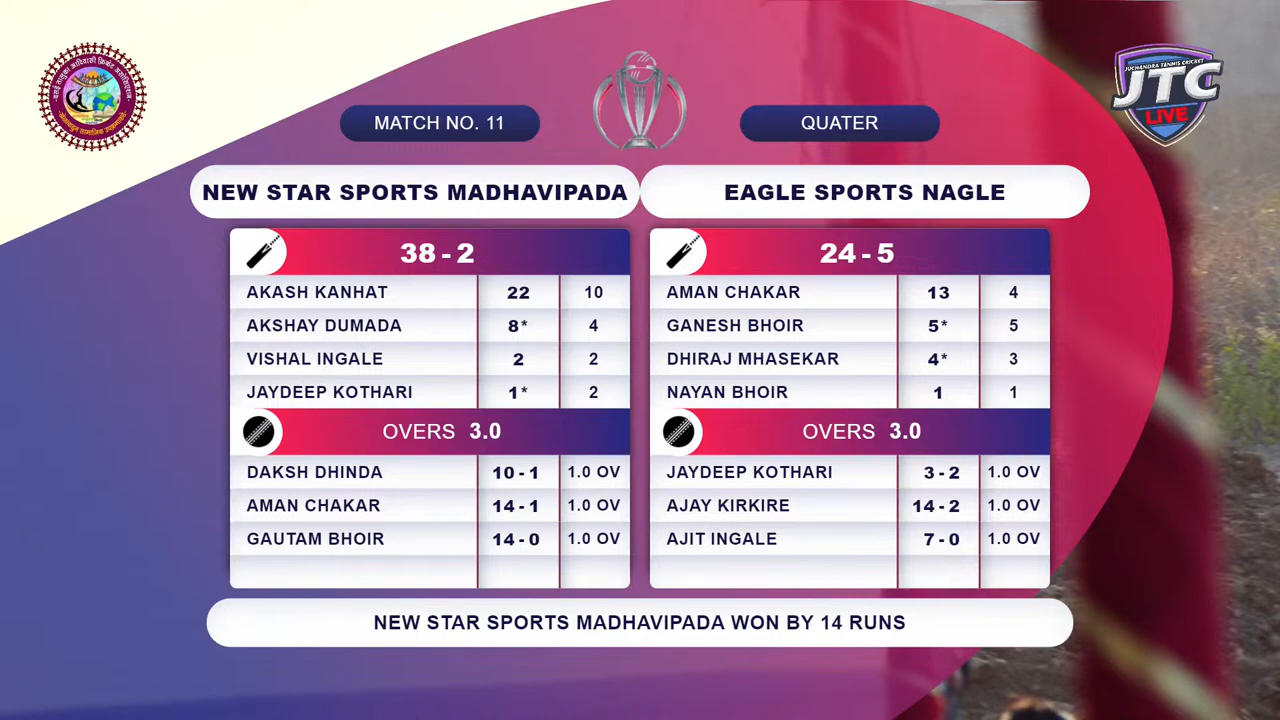 JUCHANDRA TENNIS CRICKET
JTC
LIVE
MATCH NO. 11
QUATER
NEW STAR SPORTS MADHAVIPADA
EAGLE SPORTS NAGLE
38 - 2
AKASH KANHAT 22 10
AKSHAY DUMADA 8* 4
VISHAL INGALE 2 2
JAYDEEP KOTHARI 1* 2
OVERS 3.0
DAKSH DHINDA 10 - 1 1.0 OV
AMAN CHAKAR 14 - 1 1.0 OV
GAUTAM BHOIR 14 - 0 1.0 OV
24 - 5
AMAN CHAKAR 13 4
GANESH BHOIR 5* 5
DHIRAJ MHASEKAR 4* 3
NAYAN BHOIR 1 1
OVERS 3.0
JAYDEEP KOTHARI 3 - 2 1.0 OV
AJAY KIRKIRE 14 - 2 1.0 OV
AJIT INGALE 7 - 0 1.0 OV
NEW STAR SPORTS MADHAVIPADA WON BY 14 RUNS